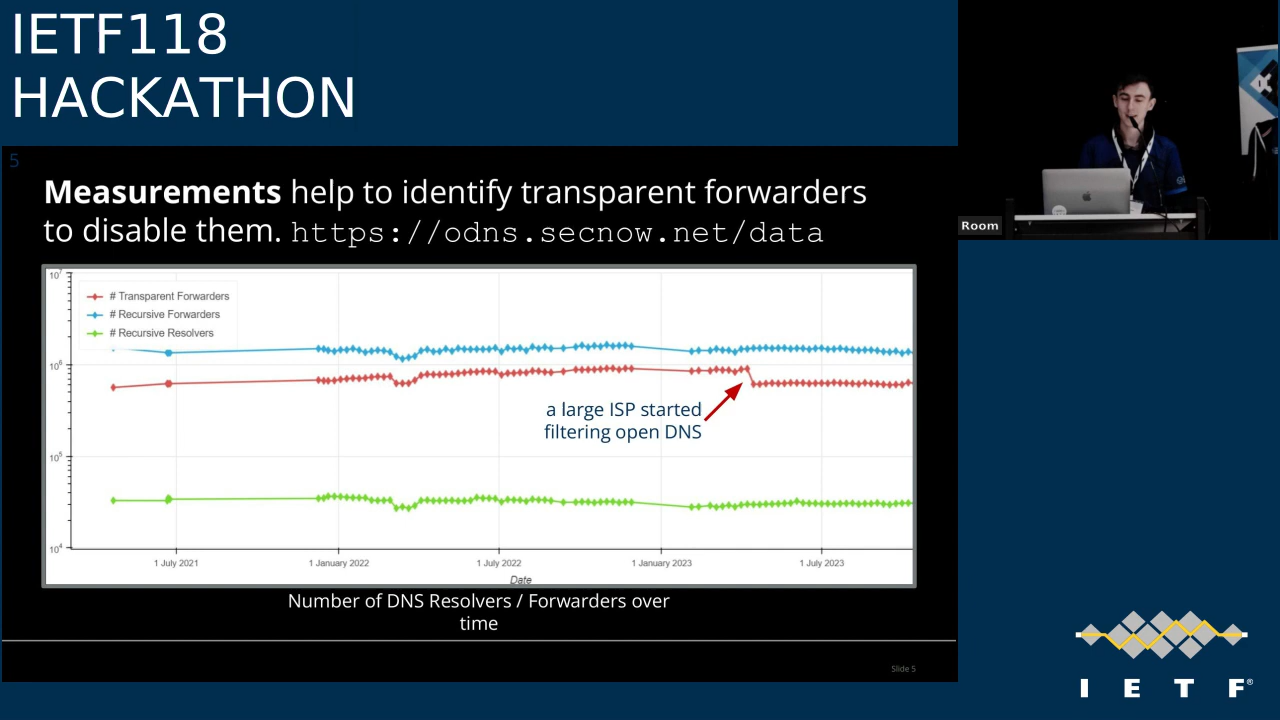 IETF118
HACKATHON
5
Measurements help to identify transparent forwarders
to disable them. https://odns.secnow.net/data
10⁷
# Transparent Forwarders
# Recursive Forwarders
# Recursive Resolvers
10⁶
a large ISP started
filtering open DNS
10⁵
10⁴
1 July 2021
1 January 2022
1 July 2022
1 January 2023
1 July 2023
Date
Number of DNS Resolvers / Forwarders over
time
Slide 5
Room
IETF®